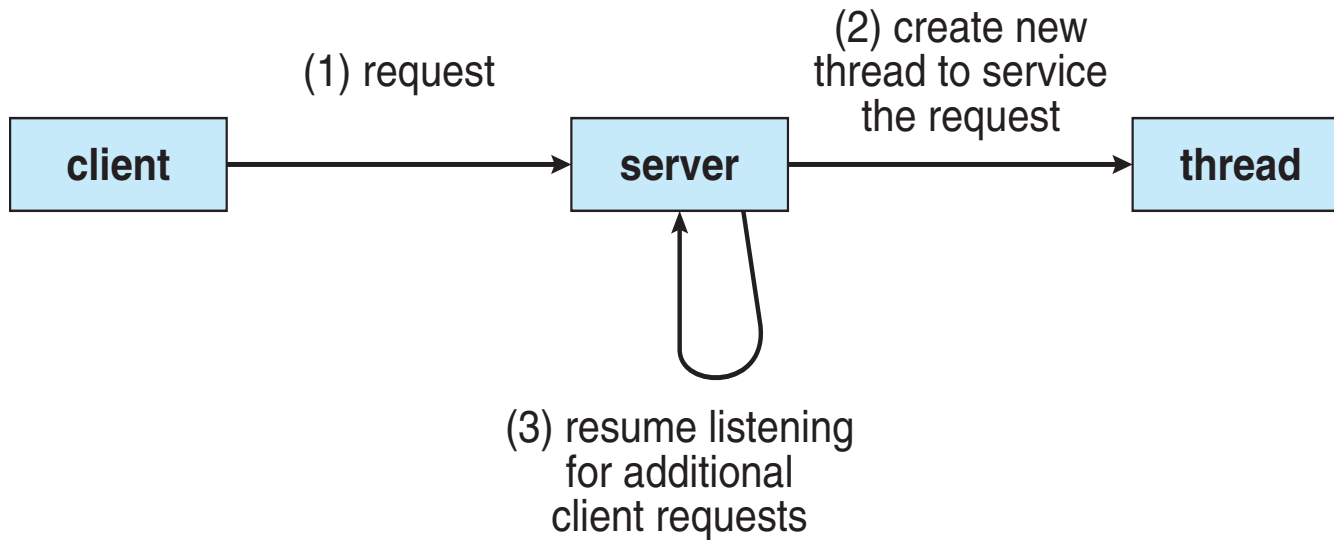 (1) request
(2) create new
thread to service
the request
client
server
thread
(3) resume listening
for additional
client requests